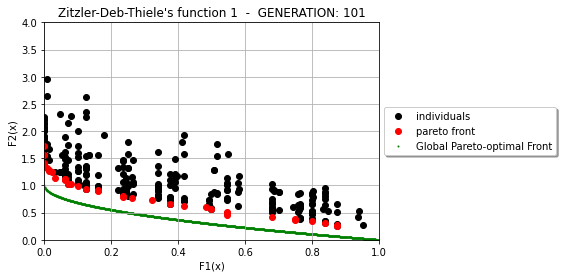 Zitzler-Deb-Thiele's function 1  -  GENERATION: 101
4.0
3.5
3.0
2.5
2.0
1.5
1.0
0.5
0.0
F2(x)
0.0 0.2 0.4 0.6 0.8 1.0
F1(x)
individuals
pareto front
Global Pareto-optimal Front